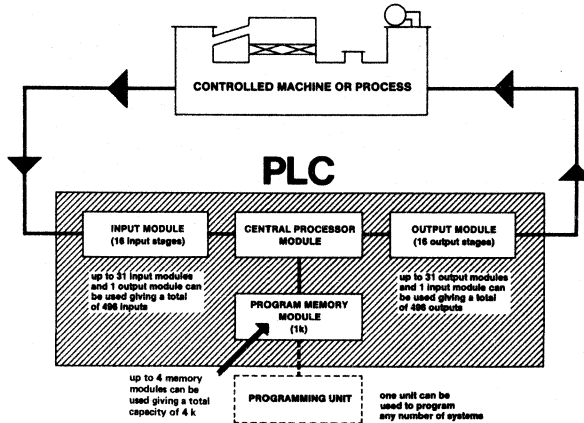 CONTROLLED MACHINE OR PROCESS
PLC
INPUT MODULE
(16 input stages)
CENTRAL PROCESSOR
MODULE
OUTPUT MODULE
(16 output stages)
up to 31 input modules
and 1 output module can
be used giving a total
of 496 inputs
PROGRAM MEMORY
MODULE
(1k)
up to 31 output modules
and 1 input module can
be used giving a total
of 496 outputs
up to 4 memory
modules can be
used giving a total
capacity of 4 k
PROGRAMMING UNIT
one unit can be
used to program
any number of systems